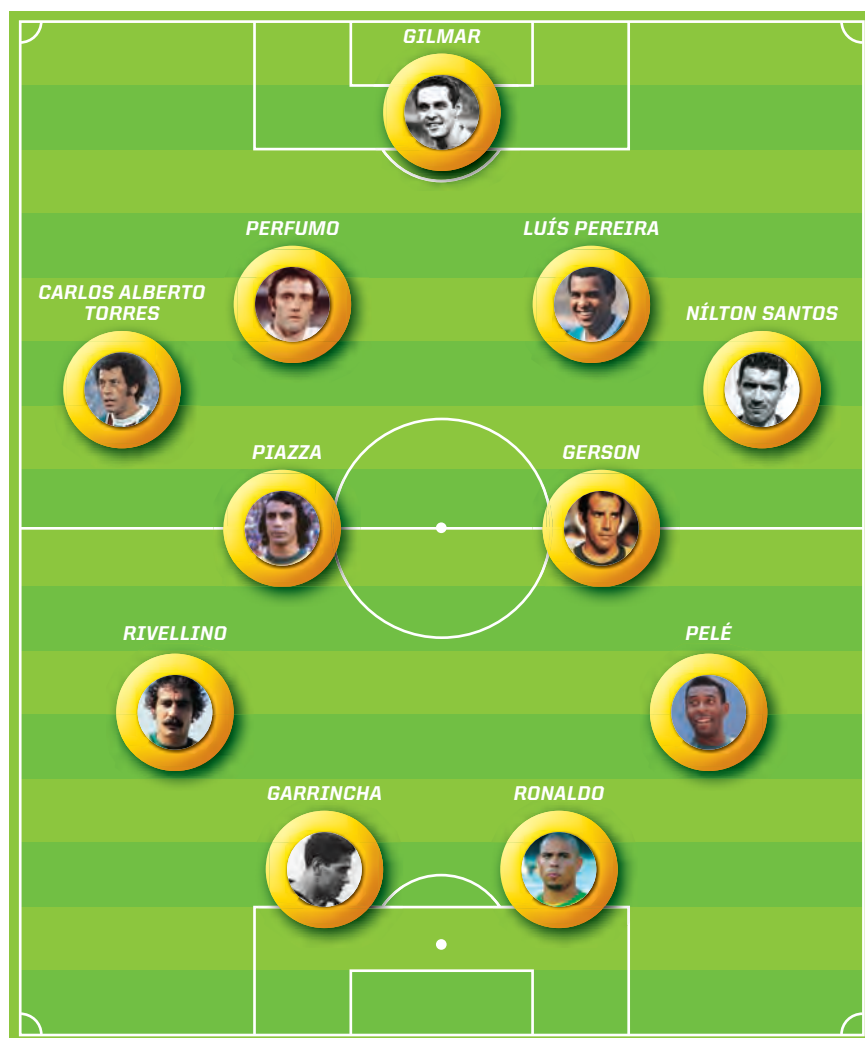 GILMAR
PERFUMO
LUÍS PEREIRA
CARLOS ALBERTO
TORRES
NÍLTON SANTOS
PIAZZA
GERSON
RIVELLINO
PELÉ
GARRINCHA
RONALDO